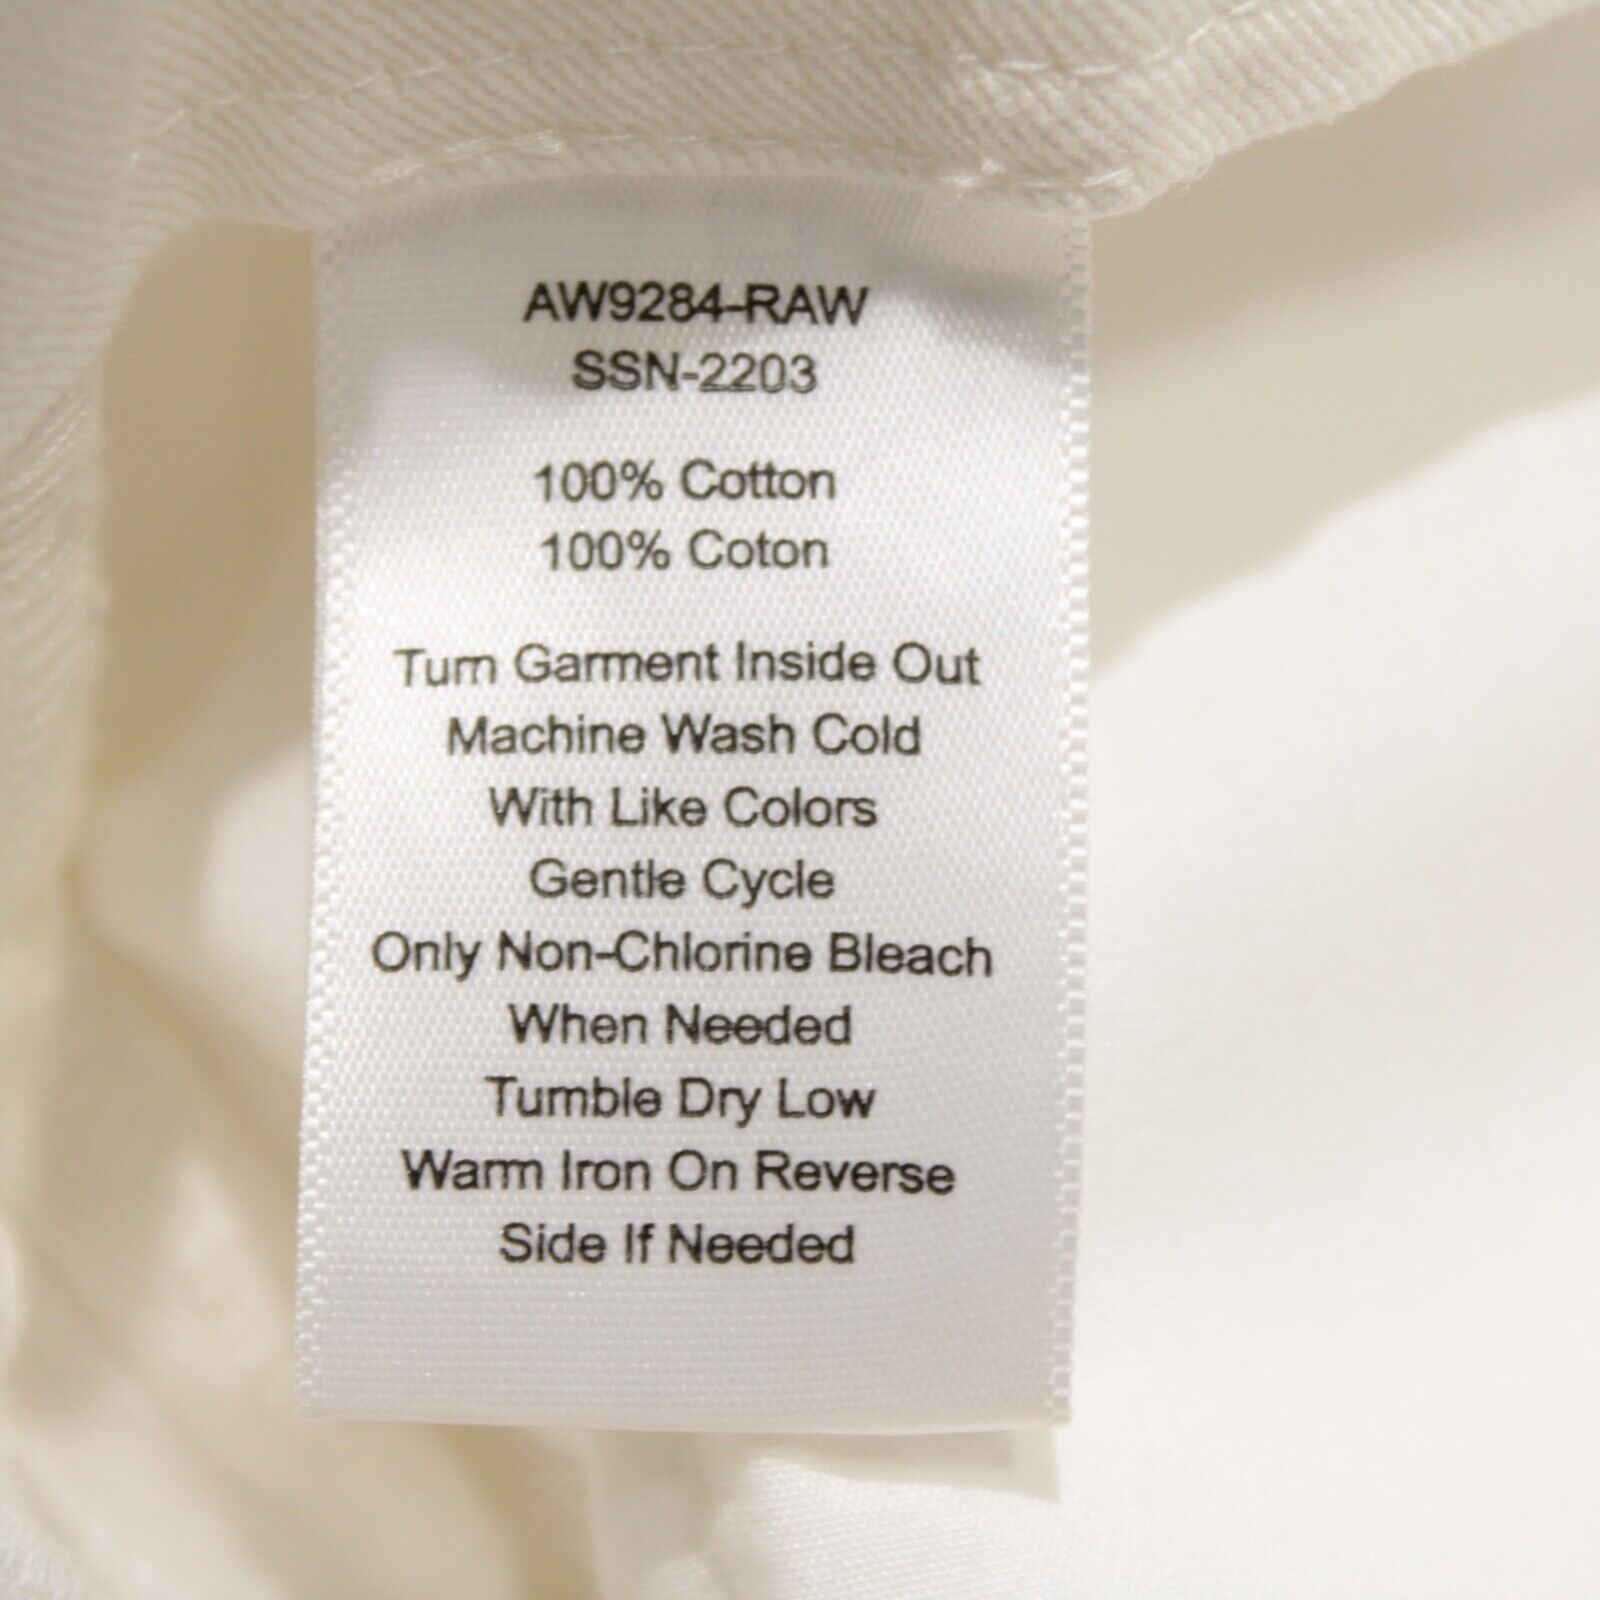 AW9284-RAW
SSN-2203
100% Cotton
100% Coton
Turn Garment Inside Out
Machine Wash Cold
With Like Colors
Gentle Cycle
Only Non-Chlorine Bleach
When Needed
Tumble Dry Low
Warm Iron On Reverse
Side If Needed